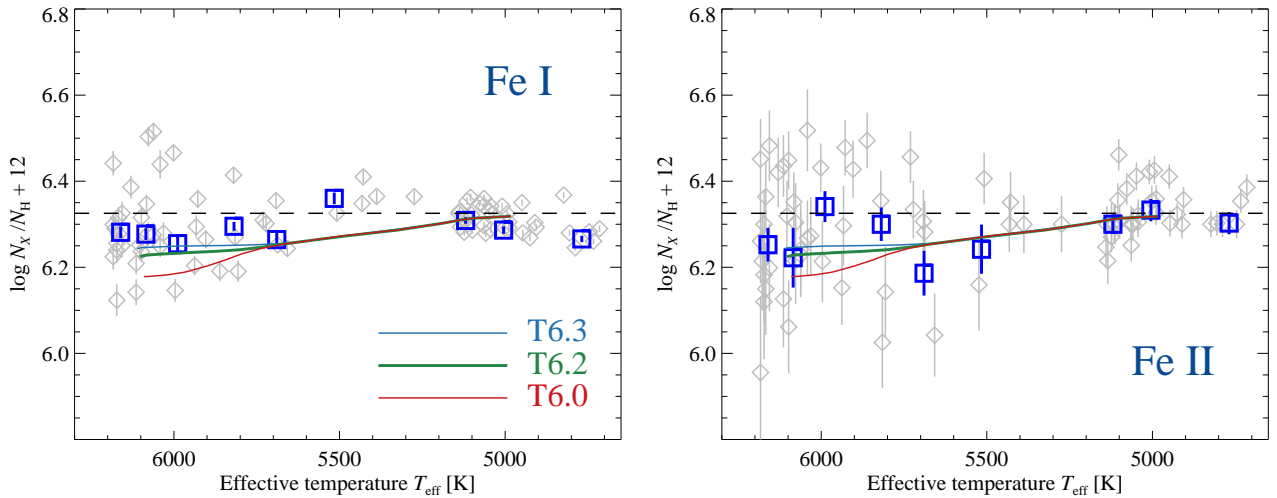 6.8
6.6
6.4
6.2
6.0
log N_X/N_H + 12
Fe I
T6.3
T6.2
T6.0
6000
5500
5000
Effective temperature T_eff [K]
6.8
6.6
6.4
6.2
6.0
log N_X/N_H + 12
Fe II
6000
5500
5000
Effective temperature T_eff [K]